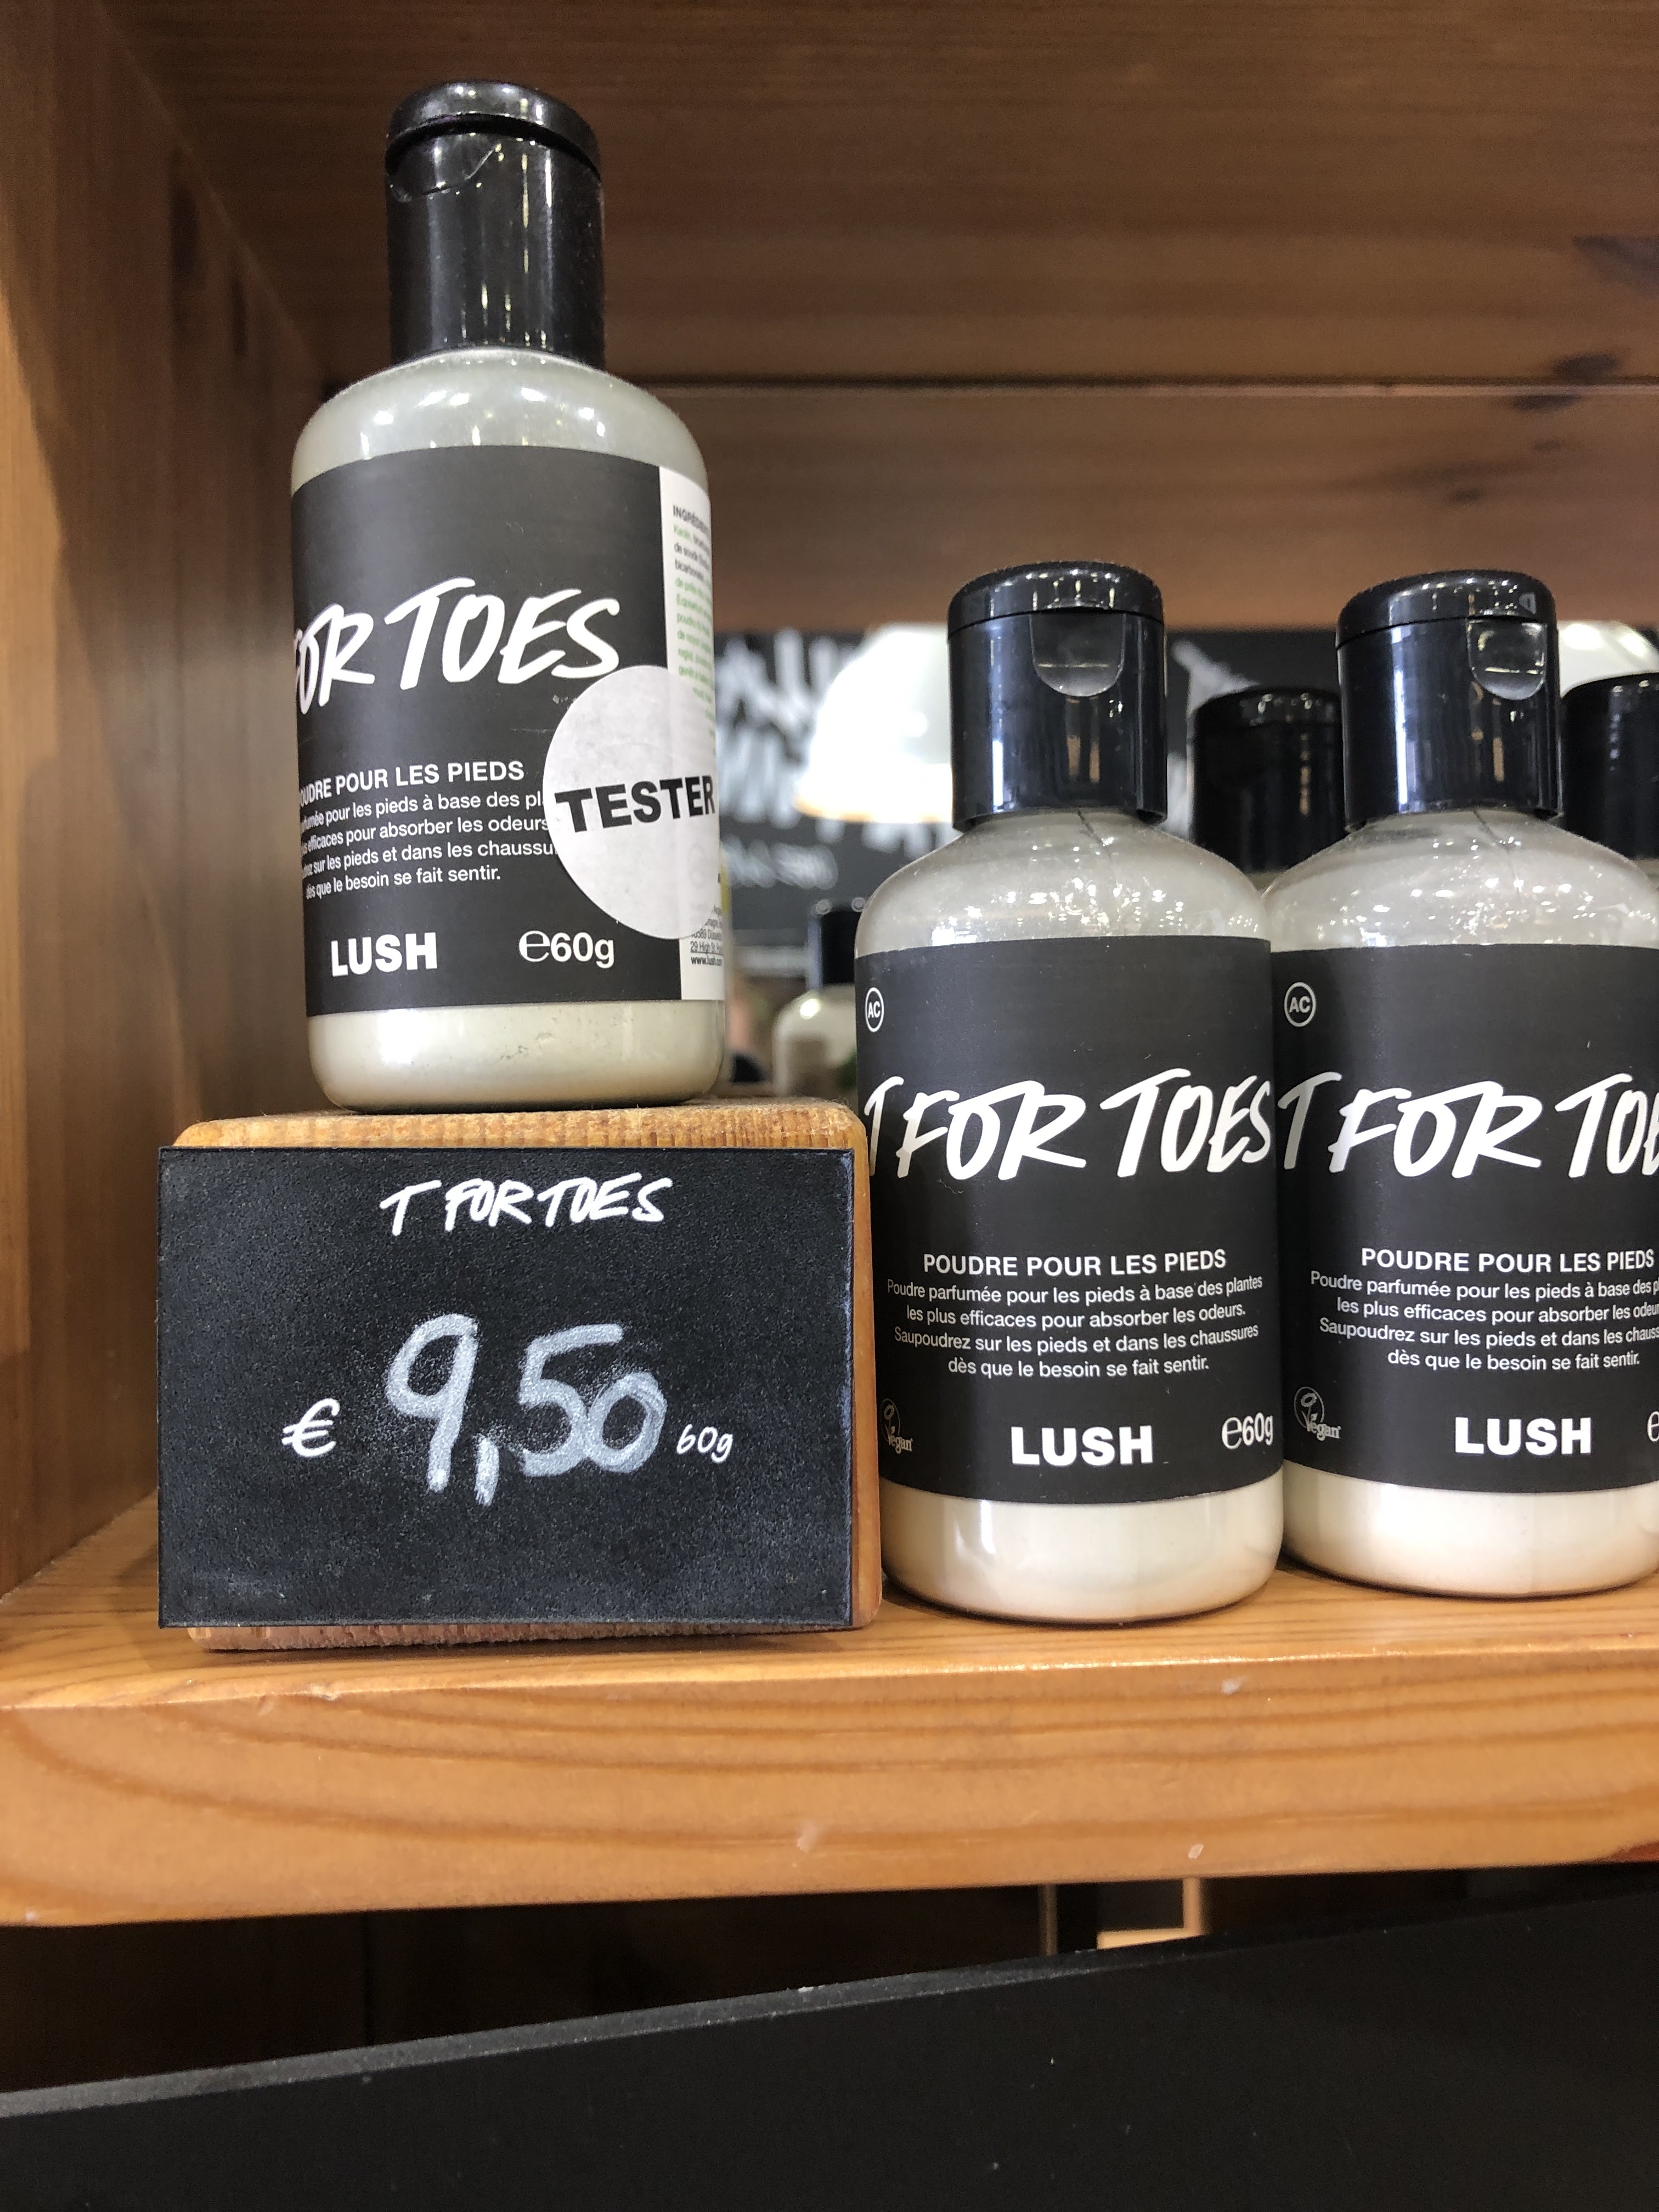 FOR TOES
POUDRE POUR LES PIEDS
pour les pieds à base des
efficaces pour absorber les odeurs
sur les pieds et dans les
dès que le besoin se fait sentir.
LUSH
℮60g
TESTER
29 High St,
T FOR TOES
€ 9,50 60g
AC
T FOR TOES
POUDRE POUR LES PIEDS
Poudre parfumée pour les pieds à base des plantes
les plus efficaces pour absorber les odeurs.
Saupoudrez sur les pieds et dans les chaussures
dès que le besoin se fait sentir.
Vegan
LUSH
℮60g
AC
T FOR TOE
POUDRE POUR LES PIEDS
Poudre parfumée pour les pieds à base des
les plus efficaces pour absorber les
Saupoudrez sur les pieds et dans les
dès que le besoin se fait sentir.
Vegan
LUSH
℮